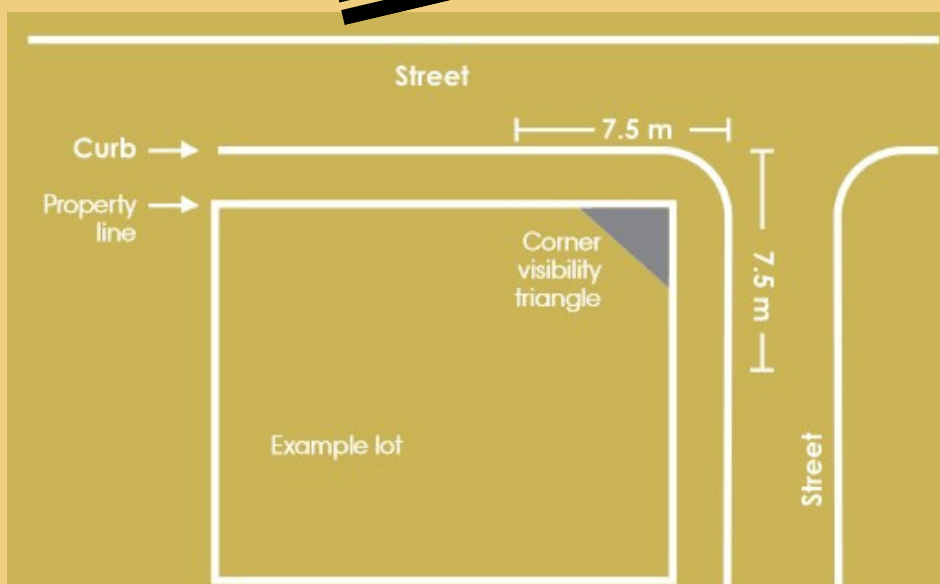 Street
7.5 m
Curb
Property
line
Corner
visibility
triangle
7.5 m
Example lot
Street